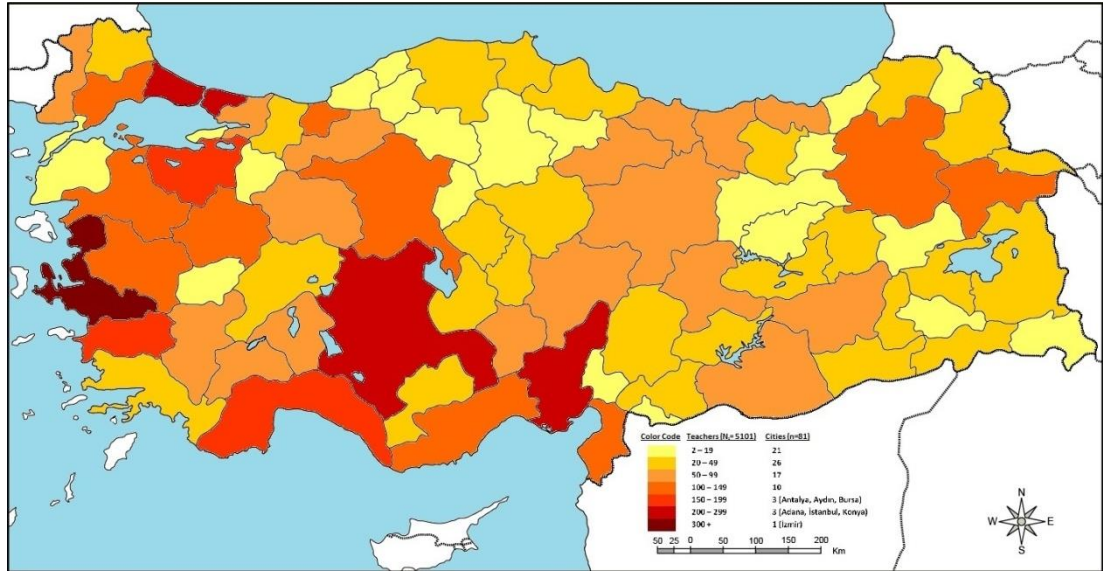 Color Code Teachers (N,= 5101) Cities (n=81)
2 – 19 21
20 – 49 26
50 – 99 17
100 – 149 10
150 – 199 3 (Antalya, Aydın, Bursa)
200 – 299 3 (Adana, İstanbul, Konya)
300 + 1 (İzmir)
50 25 0 50 100 150 200
Km
N
W E
S